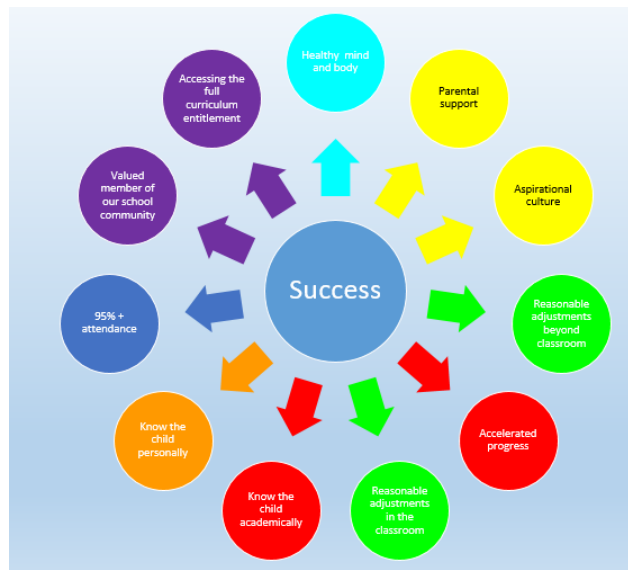 Healthy mind
and body
Parental
support
Aspirational
culture
Reasonable
adjustments
beyond
classroom
Accelerated
progress
Reasonable
adjustments
in the
classroom
Know the
child
academically
Know the
child
personally
95% +
attendance
Valued
member of
our school
community
Accessing the
full
curriculum
entitlement
Success